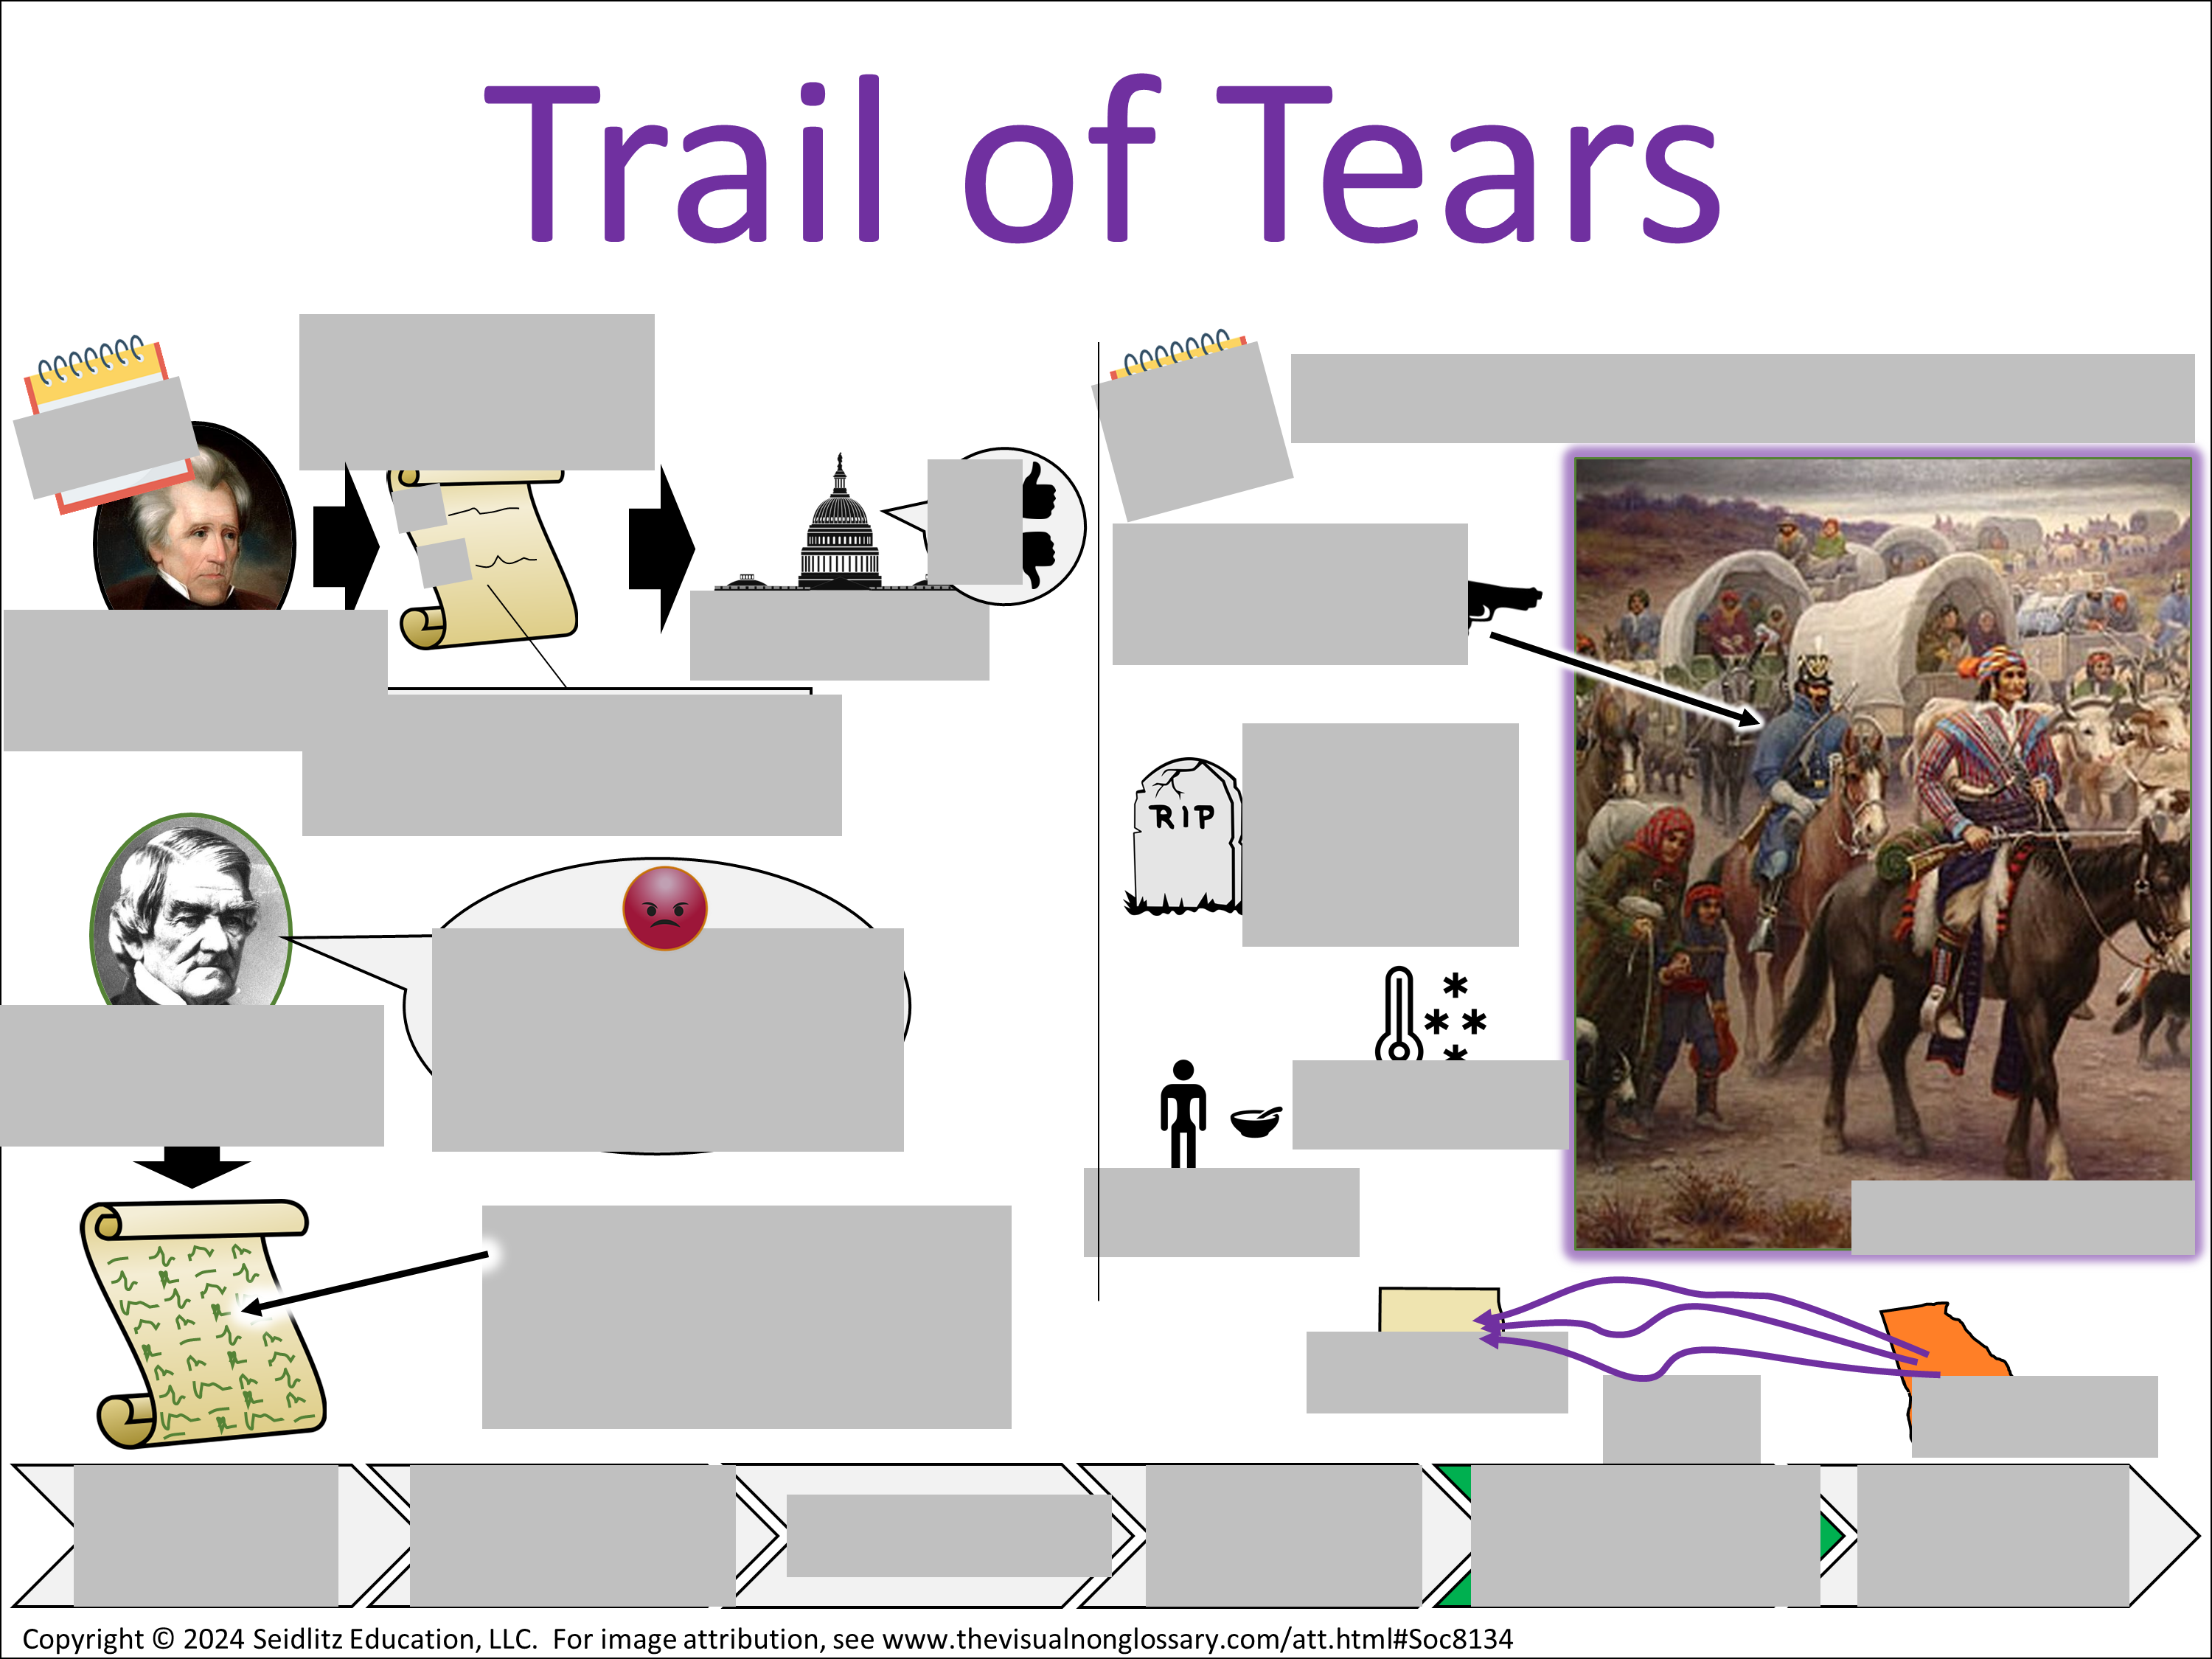 Trail of Tears
RIP
Copyright © 2024 Seidlitz Education, LLC.  For image attribution, see www.thevisualnonglossary.com/att.html#Soc8134